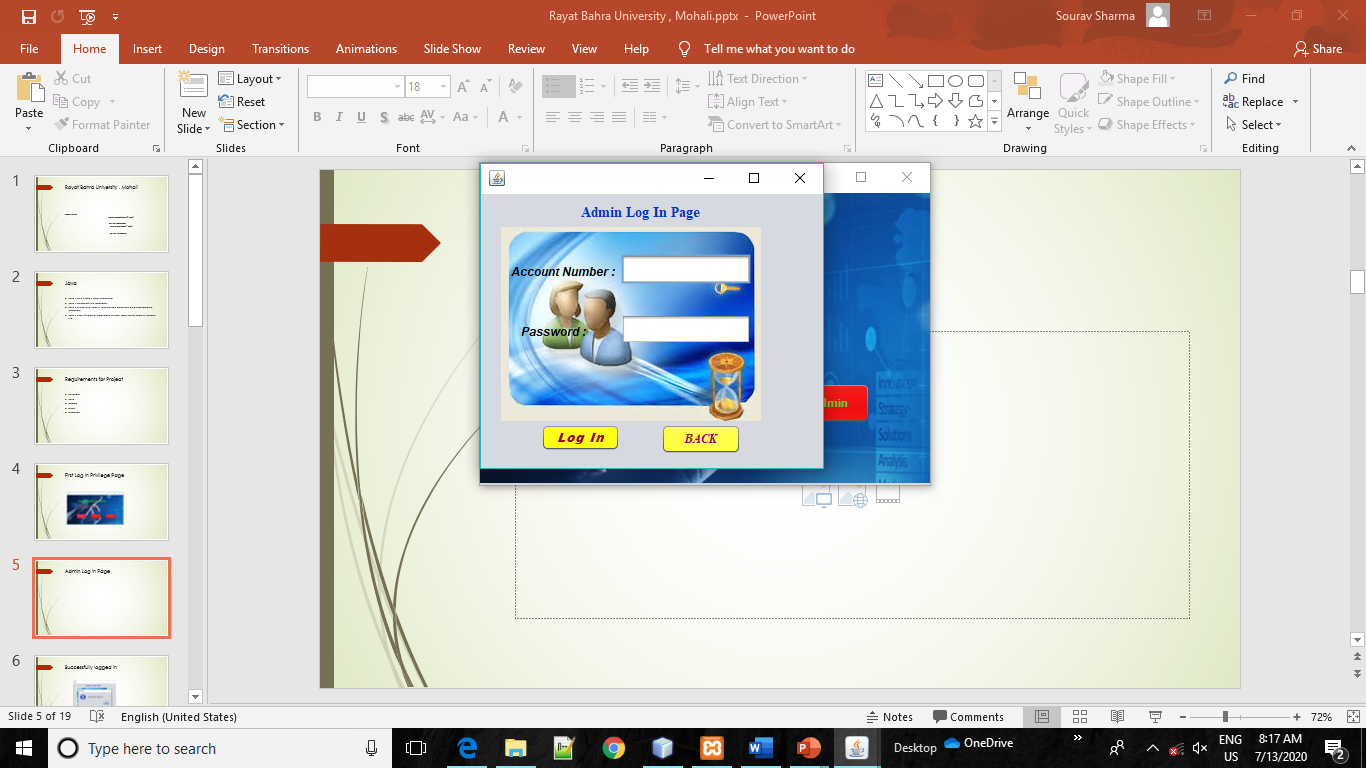 Rayat Bahra University , Mohali.pptx - PowerPoint
Sourav Sharma
File Home Insert Design Transitions Animations Slide Show Review View Help Tell me what you want to do Share
Paste
Cut
Copy
Format Painter
Clipboard
New Slide
Layout
Reset
Section
Slides
18
B I U S abc AV Aa A
Font
Text Direction
Align Text
Convert to SmartArt
Paragraph
Arrange
Quick Styles
Shape Fill
Shape Outline
Shape Effects
Drawing
Find
Replace
Select
Editing
1
Rayat Bahra University , Mohali
2
Java
3
Requirements for Project
4
First Log in Privilege Page
5
Admin Log in Page
6
Successfully logged in
Admin Log In Page
Account Number :
Password :
Log In
BACK
Solutions
Analysis
Slide 5 of 19
English (United States)
Notes
Comments
72%
Type here to search
Desktop
OneDrive
ENG
US
8:17 AM
7/13/2020
2